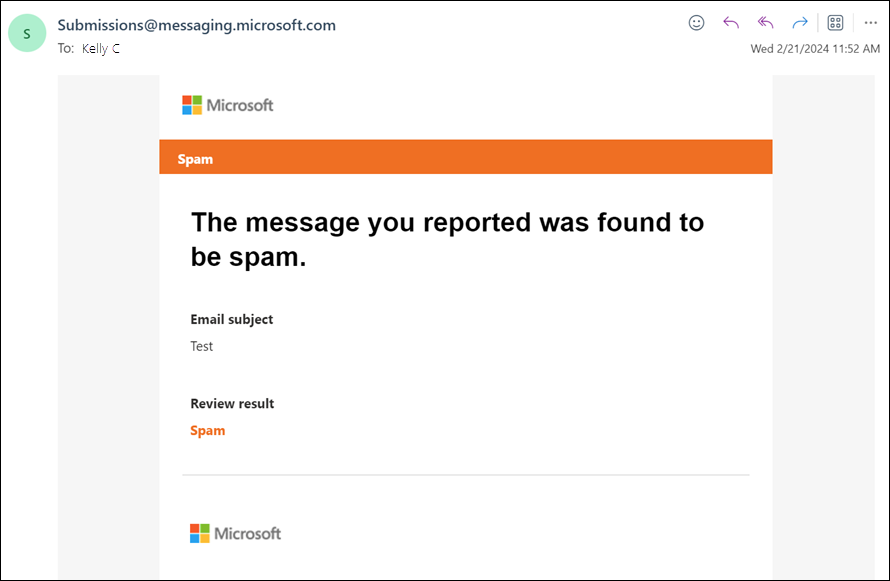 S
Submissions@messaging.microsoft.com
To: Kelly C
Wed 2/21/2024 11:52 AM
Microsoft
Spam
The message you reported was found to
be spam.
Email subject
Test
Review result
Spam
Microsoft